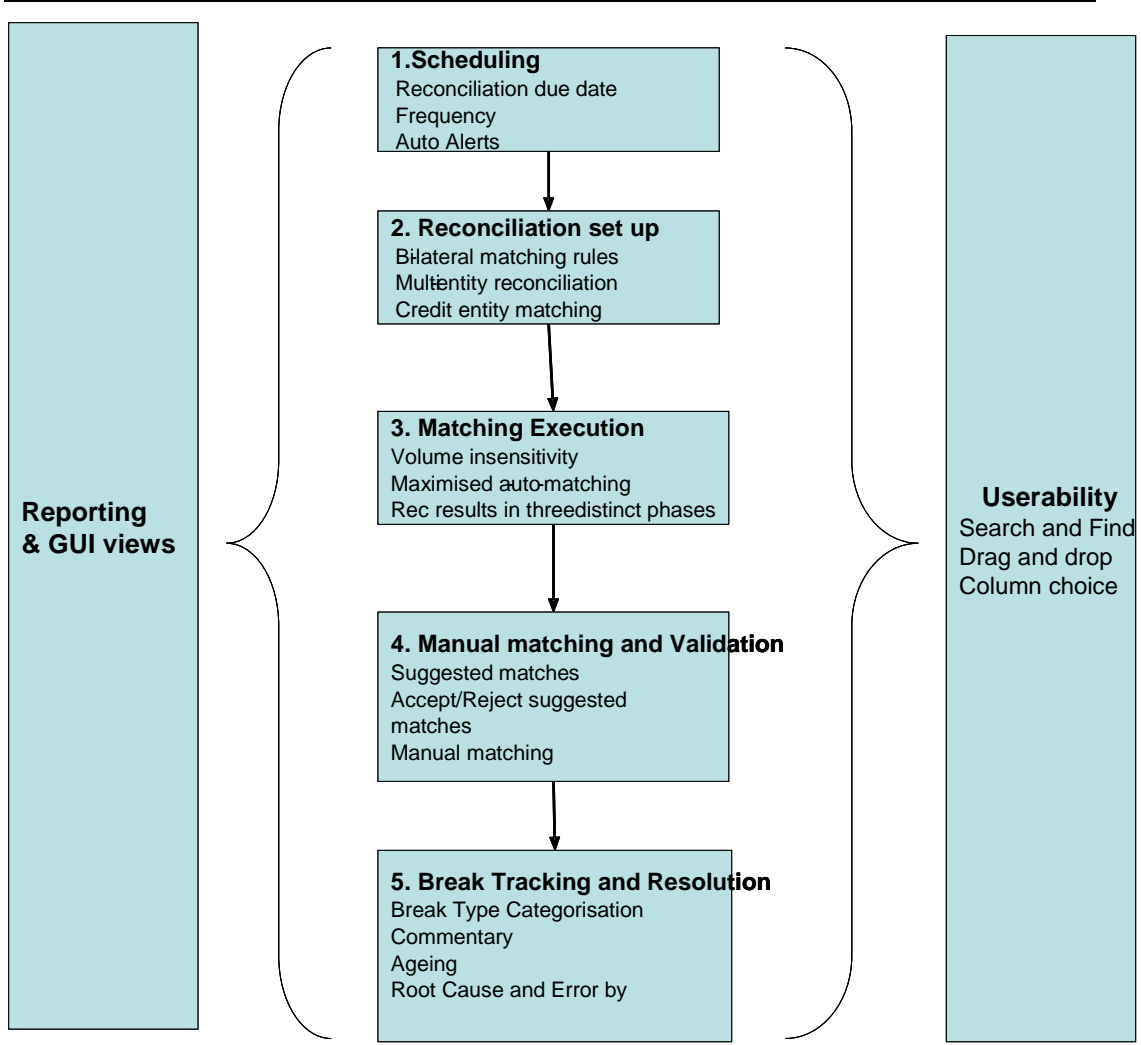 Reporting
& GUI views
1.Scheduling
Reconciliation due date
Frequency
Auto Alerts
2. Reconciliation set up
Bi-lateral matching rules
Multi-entity reconciliation
Credit entity matching
3. Matching Execution
Volume insensitivity
Maximised auto-matching
Rec results in threedistinct phases
4. Manual matching and Validation
Suggested matches
Accept/Reject suggested
matches
Manual matching
5. Break Tracking and Resolution
Break Type Categorisation
Commentary
Ageing
Root Cause and Error by
Userability
Search and Find
Drag and drop
Column choice